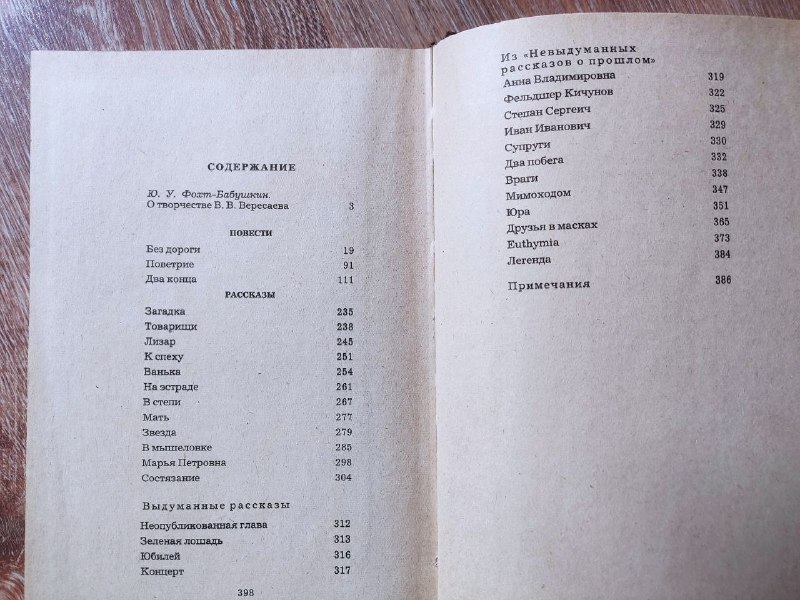 СОДЕРЖАНИЕ
Ю. У. Фохт-Бабушкин.
О творчестве В. В. Вересаева 3
ПОВЕСТИ
Без дороги 19
Поветрие 91
Два конца 111
РАССКАЗЫ
Загадка 235
Товарищи 238
Лизар 245
К спеху 251
Ванька 254
На эстраде 261
В степи 267
Мать 277
Звезда 279
В мышеловке 285
Марья Петровна 298
Состязание 304
Выдуманные рассказы
Неопубликованная глава 312
Зеленая лошадь 313
Юбилей 316
Концерт 317
398
Из «Невыдуманных
рассказов о прошлом»
Анна Владимировна 319
Фельдшер Кичунов 322
Степан Сергеич 325
Иван Иванович 329
Супруги 330
Два побега 332
Враги 338
Мимоходом 347
Юра 351
Друзья в масках 365
Euthymia 373
Легенда 384
Примечания 386